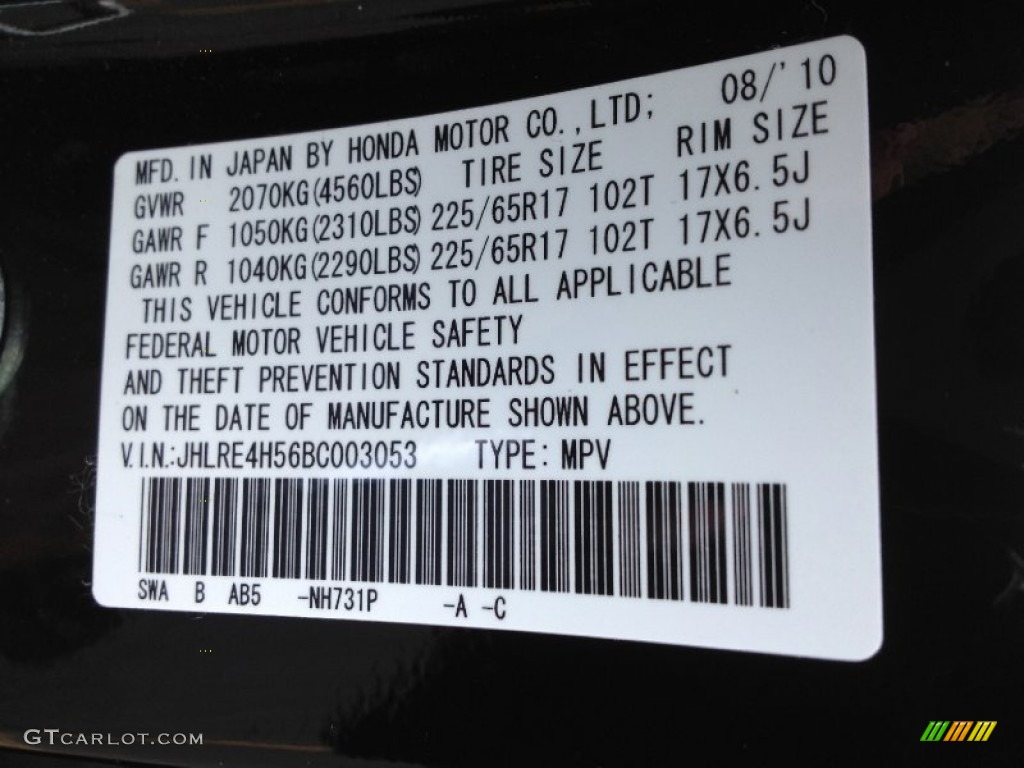 MFD. IN JAPAN BY HONDA MOTOR CO., LTD; 08/'10
GVWR 2070KG(4560LBS) TIRE SIZE RIM SIZE
GAWR F 1050KG(2310LBS) 225/65R17 102T 17X6.5J
GAWR R 1040KG(2290LBS) 225/65R17 102T 17X6.5J
THIS VEHICLE CONFORMS TO ALL APPLICABLE
FEDERAL MOTOR VEHICLE SAFETY
AND THEFT PREVENTION STANDARDS IN EFFECT
ON THE DATE OF MANUFACTURE SHOWN ABOVE.
V.I.N.:JHLRE4H56BC003053 TYPE: MPV
SWA B AB5 -NH731P -A -C
GTCARLOT.COM